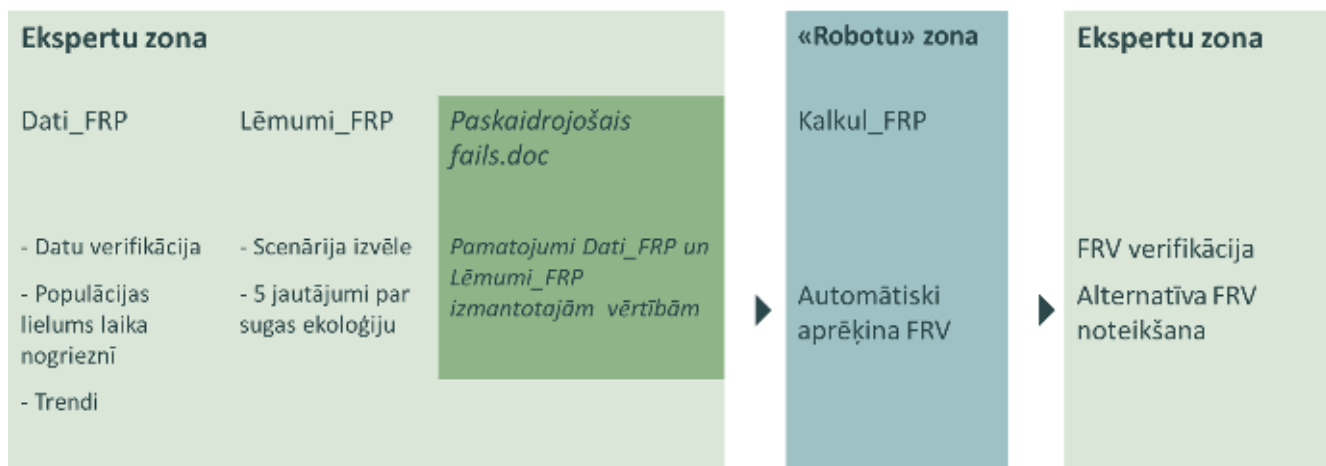 Ekspertu zona
Dati_FRP
- Datu verifikācija
- Populācijas
lielums laika
nogrieznī
- Trendi
Lēmumi_FRP
- Scenārija izvēle
- 5 jautājumi par
sugas ekoloģiju
Paskaidrojošais
fails.doc
Pamatojumi Dati_FRP un
Lēmumi_FRP
izmantotajām vērtībām
«Robotu» zona
Kalkul_FRP
Automātiski
aprēķina FRV
Ekspertu zona
FRV verifikācija
Alternatīva FRV
noteikšana